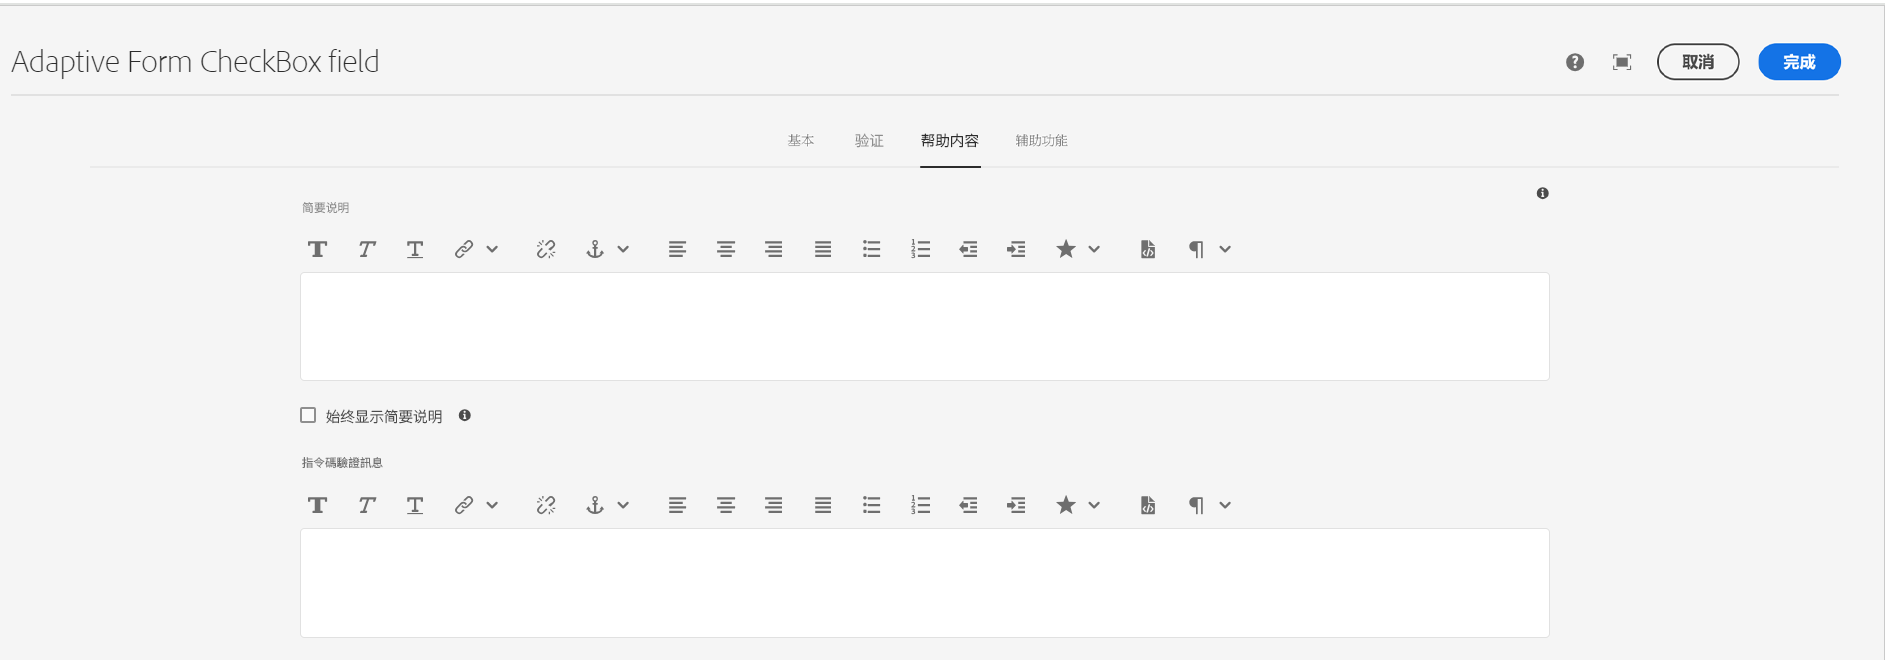 Adaptive Form CheckBox field
取消
完成
基本
验证
帮助内容
辅助功能
简要说明
始终显示简要说明
指令碼驗證訊息